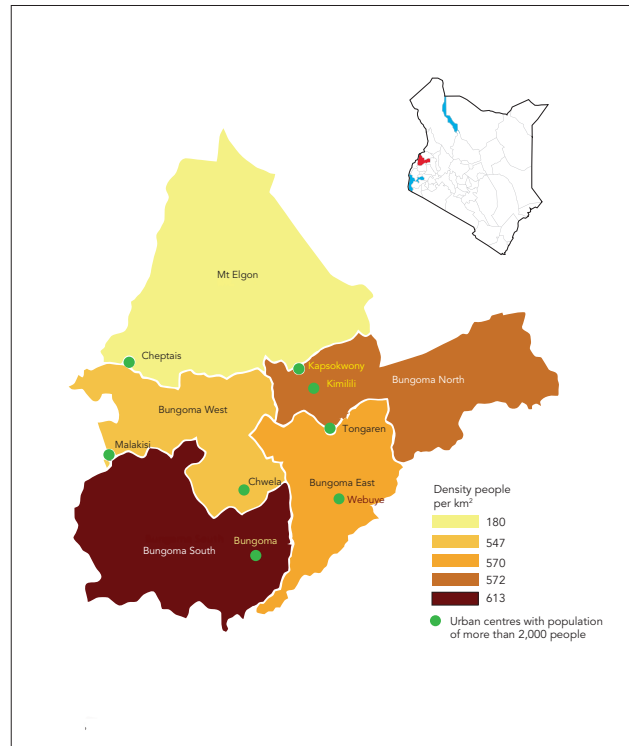 Mt Elgon
Cheptais
Kapsokwony
Bungoma North
Kimilili
Bungoma West
Tongaren
Malakisi
Chwela
Bungoma East
Webuye
Bungoma
Bungoma South
Density people
per km²
180
547
570
572
613
Urban centres with population
of more than 2,000 people